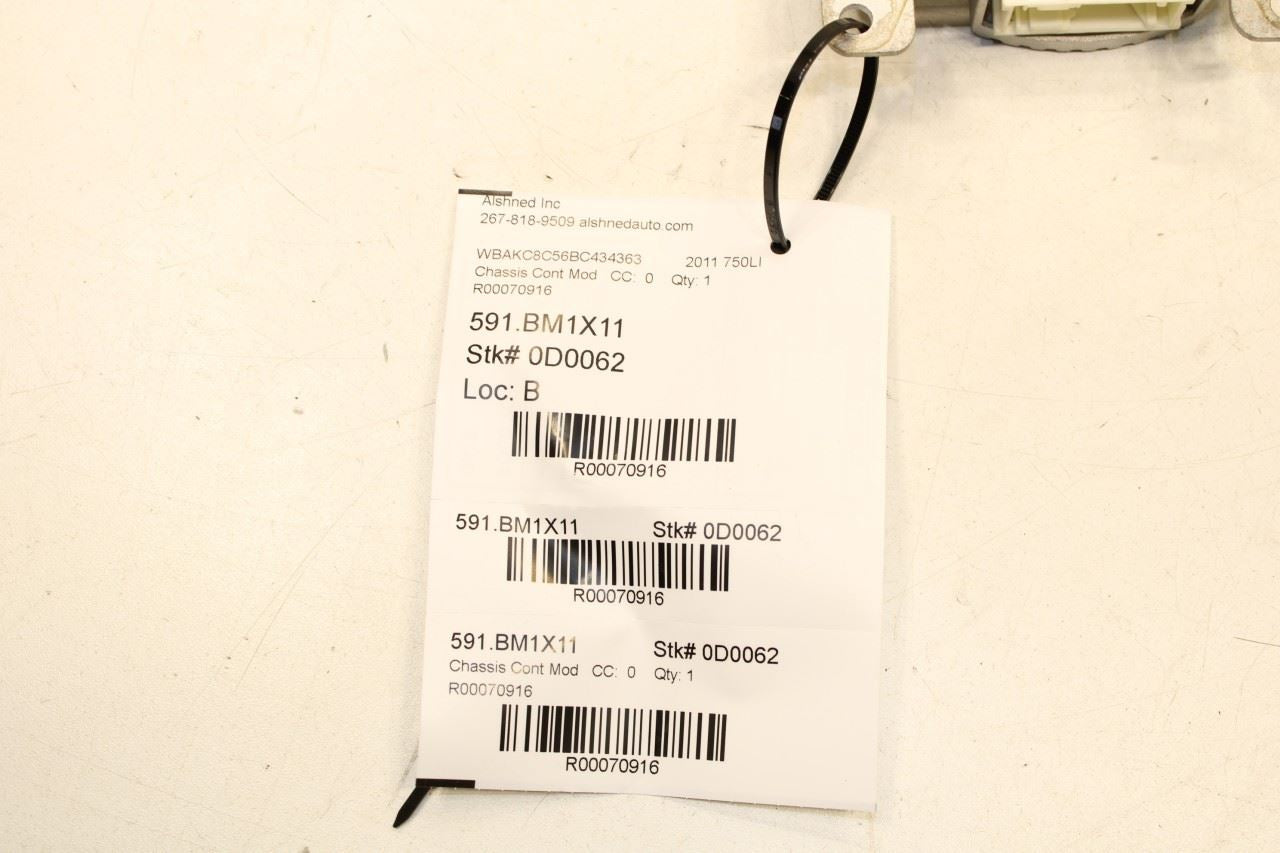 Alshned Inc
267-818-9509 alshnedauto.com
WBAKC8C56BC434363 2011 750LI
Chassis Cont Mod CC: 0 Qty: 1
R00070916
591.BM1X11
Stk# 0D0062
Loc: B
R00070916
591.BM1X11 Stk# 0D0062
R00070916
591.BM1X11 Stk# 0D0062
Chassis Cont Mod CC: 0 Qty: 1
R00070916
R00070916